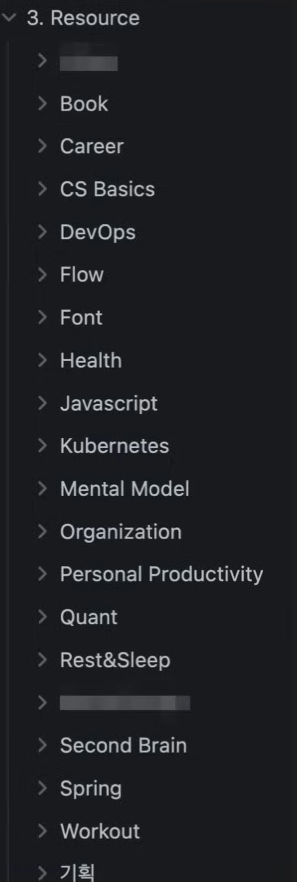 3. Resource
Book
Career
CS Basics
DevOps
Flow
Font
Health
Javascript
Kubernetes
Mental Model
Organization
Personal Productivity
Quant
Rest&Sleep
Second Brain
Spring
Workout
기획